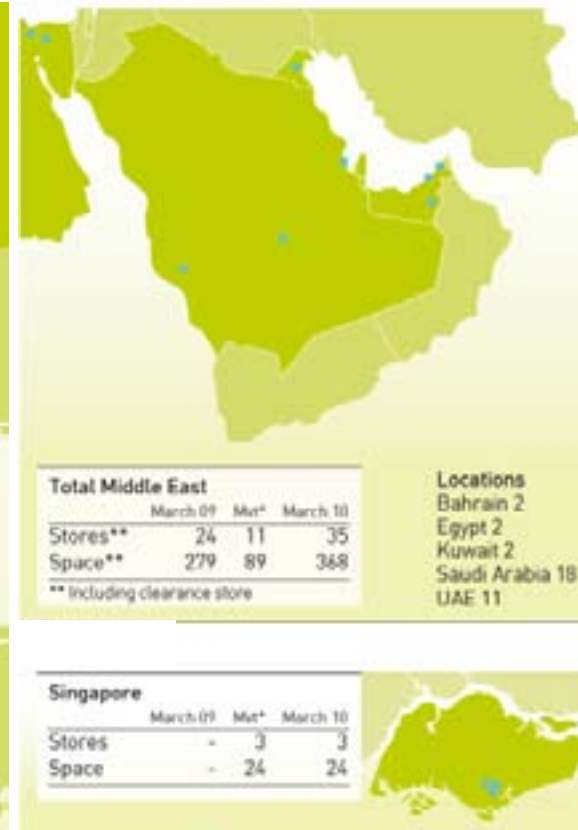 Total Middle East
March 09 Mvt* March 10
Stores** 24 11 35
Space** 279 89 368
** Including clearance store
Locations
Bahrain 2
Egypt 2
Kuwait 2
Saudi Arabia 18
UAE 11
Singapore
March 09 Mvt* March 10
Stores - 3 3
Space - 24 24